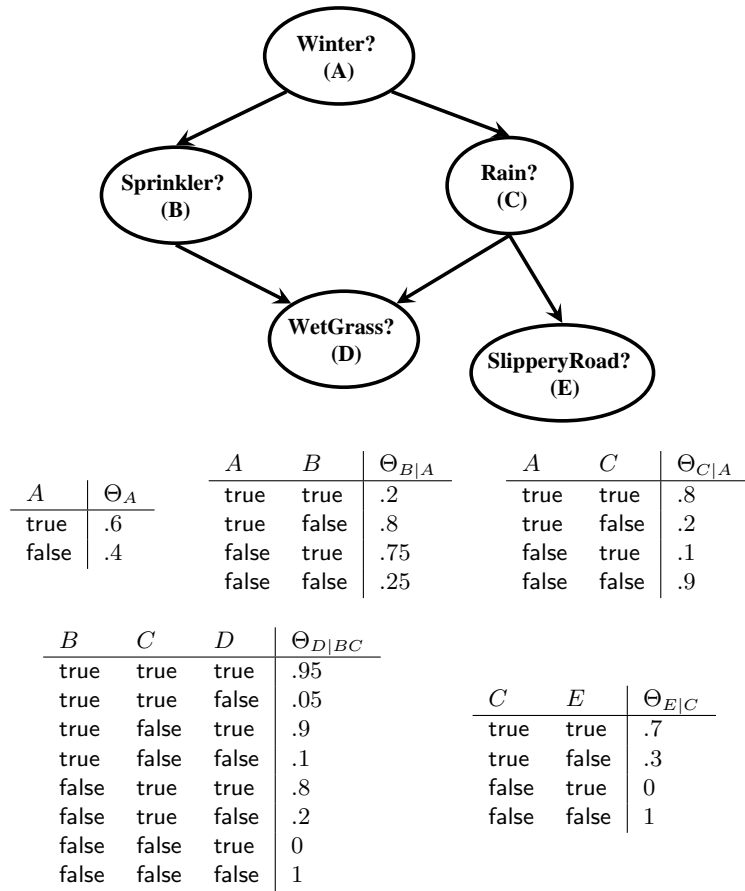 Winter?
(A)
Sprinkler?
(B)
Rain?
(C)
WetGrass?
(D)
SlipperyRoad?
(E)
A Θ_A
true .6
false .4
A B Θ_{B|A}
true true .2
true false .8
false true .75
false false .25
A C Θ_{C|A}
true true .8
true false .2
false true .1
false false .9
B C D Θ_{D|BC}
true true true .95
true true false .05
true false true .9
true false false .1
false true true .8
false true false .2
false false true 0
false false false 1
C E Θ_{E|C}
true true .7
true false .3
false true 0
false false 1